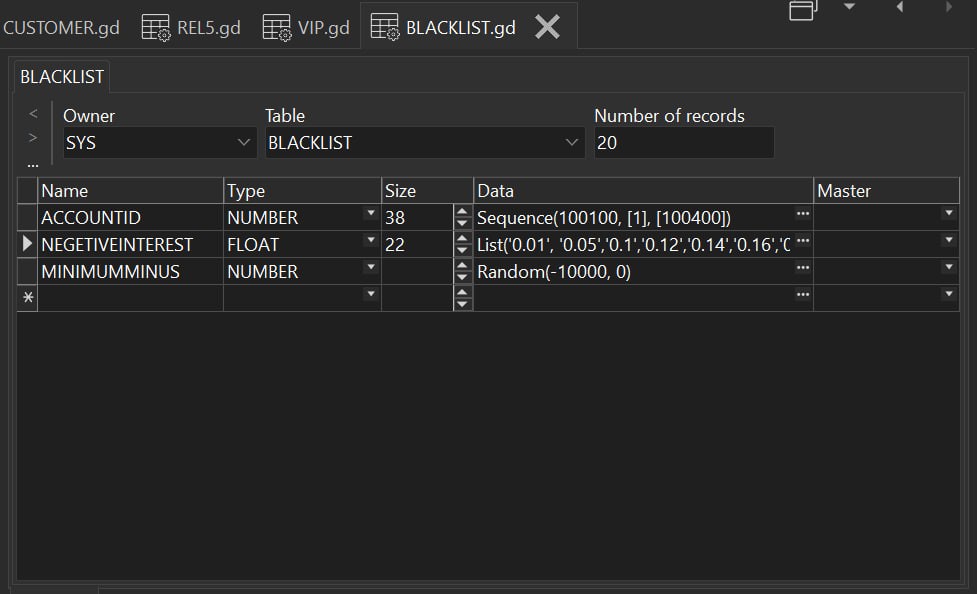 CUSTOMER.gd REL5.gd VIP.gd BLACKLIST.gd
BLACKLIST
Owner Table Number of records
SYS BLACKLIST 20
Name Type Size Data Master
ACCOUNTID NUMBER 38 Sequence(100100, [1], [100400])
NEGETIVEINTEREST FLOAT 22 List('0.01', '0.05','0.1','0.12','0.14','0.16','0
MINIMUMMINUS NUMBER Random(-10000, 0)